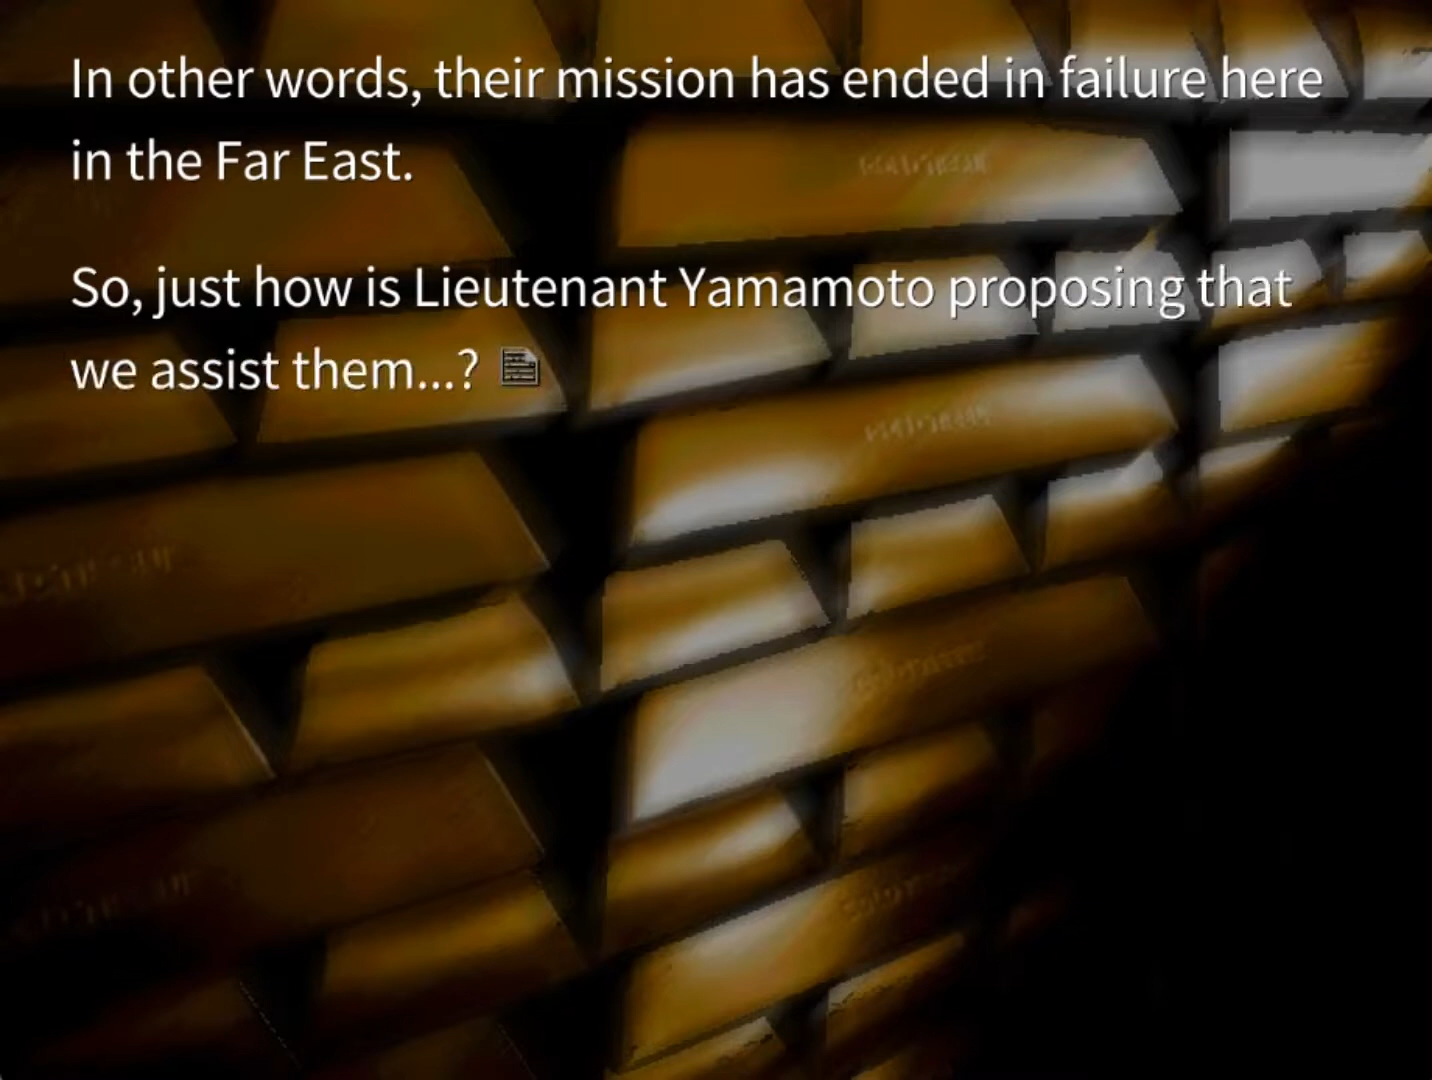 In other words, their mission has ended in failure here
in the Far East.
So, just how is Lieutenant Yamamoto proposing that
we assist them...?